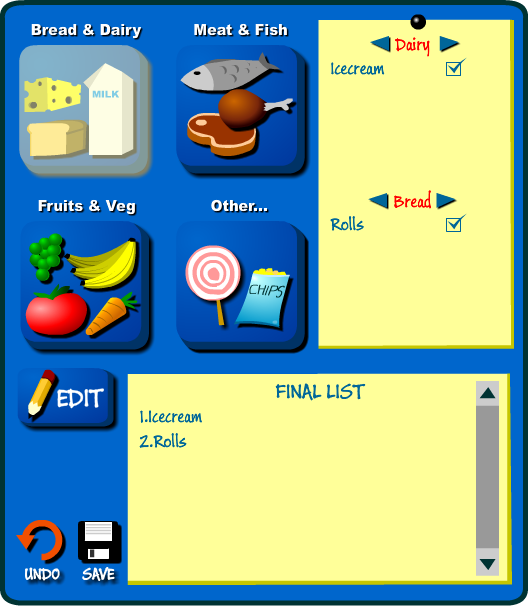 Bread & Dairy
MILK
Meat & Fish
Fruits & Veg
Other...
CHIPS
Dairy
Icecream
Bread
Rolls
EDIT
FINAL LIST
1.Icecream
2.Rolls
UNDO
SAVE